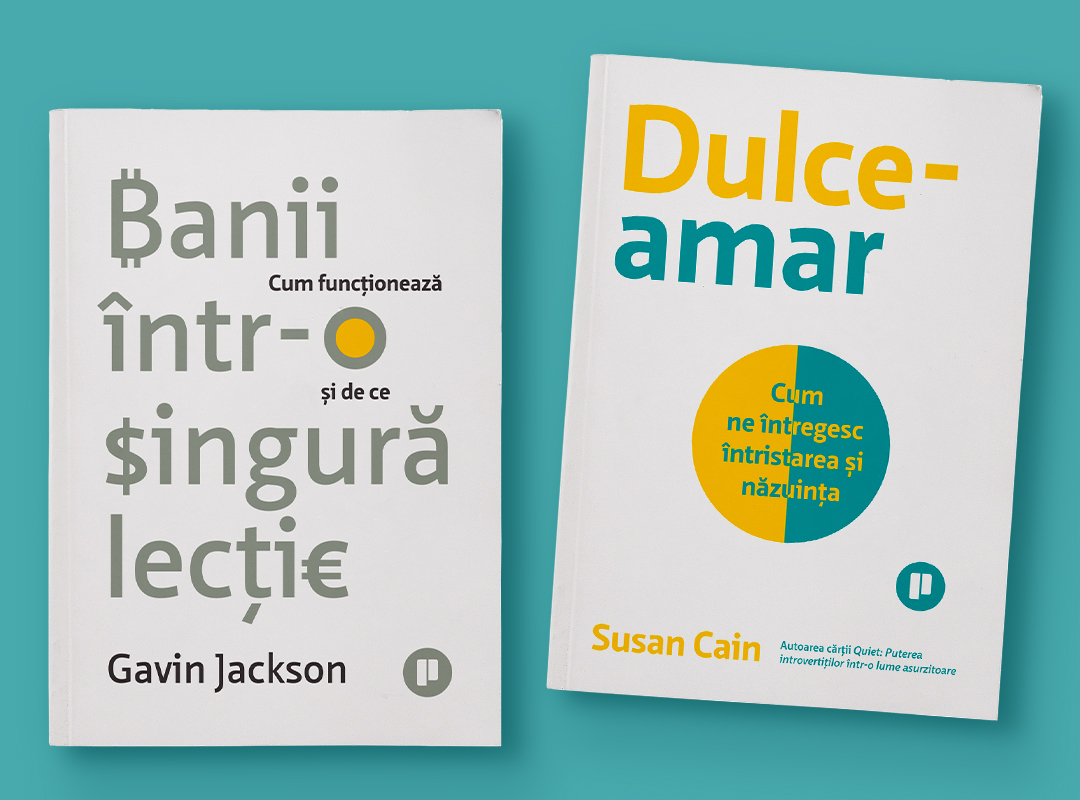 ₿anii
Cum funcționează
într-o
și de ce
$ingură
lecți€
Gavin Jackson
Dulce-
amar
Cum
ne întregesc
întristarea și
năzuința
Susan Cain
Autoarea cărții Quiet: Puterea
introvertiților într-o lume asurzitoare